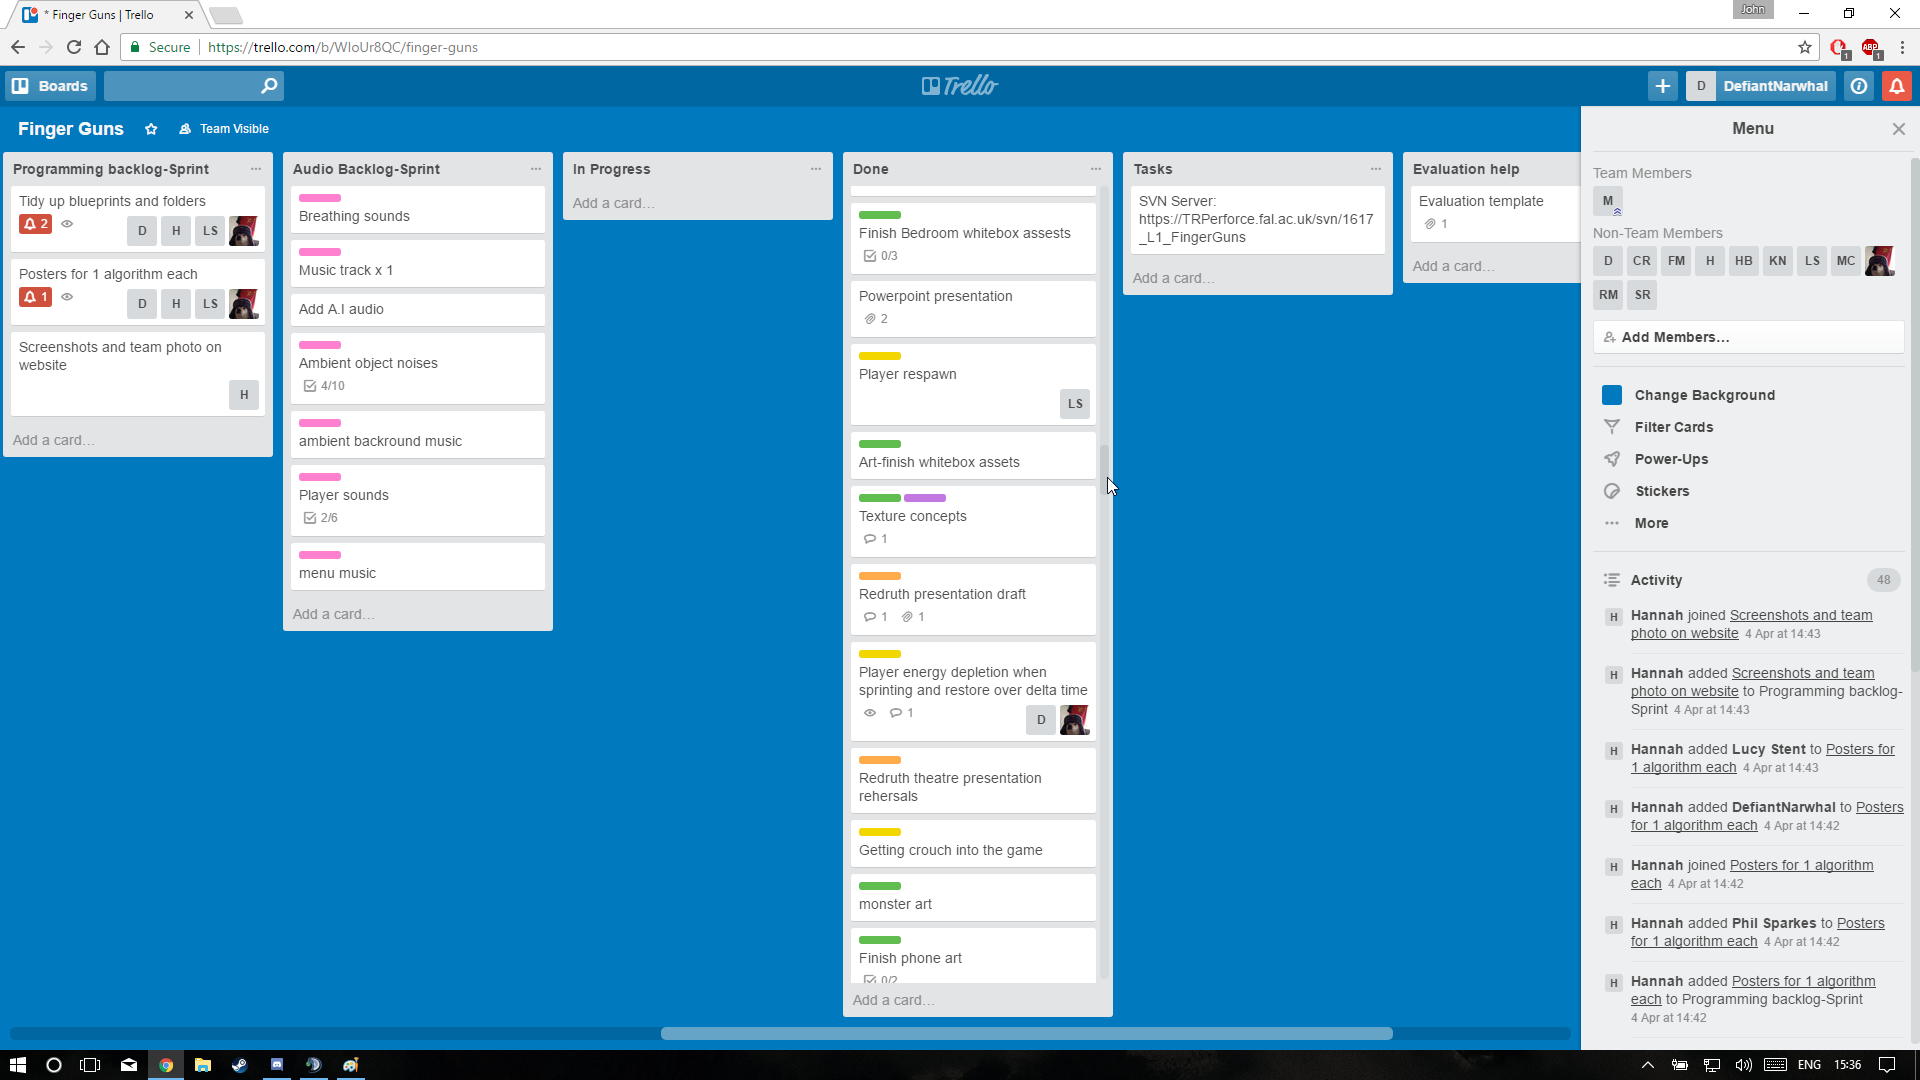 * Finger Guns | Trello
John
Secure
https://trello.com/b/WIoUr8QC/finger-guns
1
ABP
1
Boards
Trello
D
DefiantNarwhal
Finger Guns
Team Visible
Programming backlog-Sprint
Tidy up blueprints and folders
2
D H LS
Posters for 1 algorithm each
1
D H LS
Screenshots and team photo on
website
H
Add a card…
Audio Backlog-Sprint
Breathing sounds
Music track x 1
Add A.I audio
Ambient object noises
4/10
ambient backround music
Player sounds
2/6
menu music
Add a card…
In Progress
Add a card…
Done
Finish Bedroom whitebox assests
0/3
Powerpoint presentation
2
Player respawn
LS
Art-finish whitebox assets
Texture concepts
1
Redruth presentation draft
1 1
Player energy depletion when
sprinting and restore over delta time
1
D
Redruth theatre presentation
rehersals
Getting crouch into the game
monster art
Finish phone art
0/2
Add a card…
Tasks
SVN Server:
https://TRPerforce.fal.ac.uk/svn/1617
_L1_FingerGuns
Add a card…
Evaluation help
Evaluation template
1
Add a card…
Menu
Team Members
M
Non-Team Members
D CR FM H HB KN LS MC
RM SR
Add Members…
Change Background
Filter Cards
Power-Ups
Stickers
More
Activity
48
H
Hannah joined Screenshots and team
photo on website 4 Apr at 14:43
H
Hannah added Screenshots and team
photo on website to Programming backlog-
Sprint 4 Apr at 14:43
H
Hannah added Lucy Stent to Posters for
1 algorithm each 4 Apr at 14:43
H
Hannah added DefiantNarwhal to Posters
for 1 algorithm each 4 Apr at 14:42
H
Hannah joined Posters for 1 algorithm
each 4 Apr at 14:42
H
Hannah added Phil Sparkes to Posters
for 1 algorithm each 4 Apr at 14:42
H
Hannah added Posters for 1 algorithm
each to Programming backlog-Sprint
4 Apr at 14:42
ENG
15:36